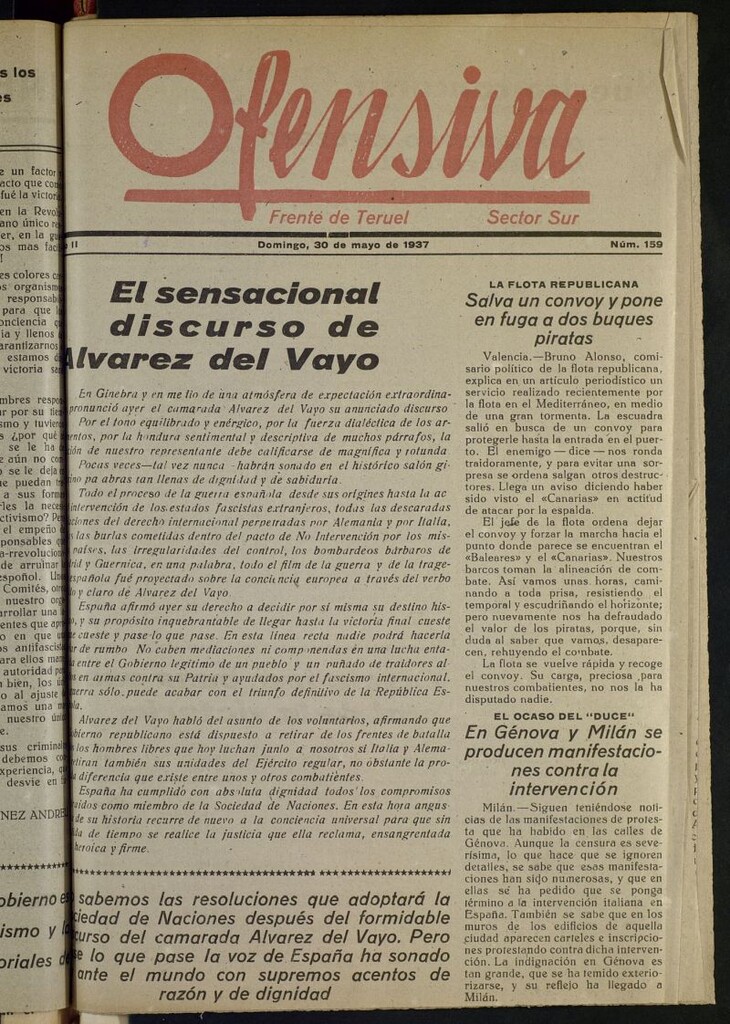 Ofensiva
Frente de Teruel Sector Sur
II Domingo, 30 de mayo de 1937 Núm. 159
El sensacional
discurso de
Alvarez del Vayo
En Ginebra y en medio de una atmósfera de expectación extraordina-
pronunció ayer el camarada Alvarez del Vayo su anunciado discurso
Por el tono equilibrado y enérgico, por la fuerza dialéctica de los ar-
entos, por la hondura sentimental y descriptiva de muchos párrafos, la
ión de nuestro representante debe calificarse de magnífica y rotunda
Pocas veces—tal vez nunca—habrán sonado en el histórico salón gi-
no pa abras tan llenas de dignidad y de sabiduría.
Todo el proceso de la guerra española desde sus orígines hasta la ac
intervención de los estados fascistas extranjeros, todas las descaradas
ciones del derecho internacional perpetradas por Alemania y por Italia,
las burlas cometidas dentro del pacto de No Intervención por los mis-
países, las irregularidades del control, los bombardeos bárbaros de
id y Guernica, en una palabra, todo el film de la guerra y de la trage-
española fué proyectado sobre la conciencia europea a través del verbo
y claro de Alvarez del Vayo.
España afirmó ayer su derecho a decidir por sí misma su destino his-
o, y su propósito inquebrantable de llegar hasta la victoria final cueste
cueste y pase lo que pase. En esta línea recta nadie podrá hacerla
ar de rumbo No caben mediaciones ni componendas en una lucha enta-
entre el Gobierno legítimo de un pueblo y un puñado de traidores al-
en armas contra su Patria y ayudados por el fascismo internacional.
erra sólo puede acabar con el triunfo definitivo de la República Es-
la.
Alvarez del Vayo habló del asunto de los voluntarios, afirmando que
bierno republicano está dispuesto a retirar de los frentes de batalla
los hombres libres que hoy luchan junto a nosotros si Italia y Alema-
tiran también sus unidades del Ejército regular, no obstante la pro-
diferencia que existe entre unos y otros combatientes.
España ha cumplido con absoluta dignidad todos los compromisos
aídos como miembro de la Sociedad de Naciones. En esta hora angus-
de su historia recurre de nuevo a la conciencia universal para que sin
da de tiempo se realice la justicia que ella reclama, ensangrentada
heroica y firme.
sabemos las resoluciones que adoptará la
iedad de Naciones después del formidable
curso del camarada Alvarez del Vayo. Pero
e lo que pase la voz de España ha sonado
ante el mundo con supremos acentos de
razón y de dignidad
LA FLOTA REPUBLICANA
Salva un convoy y pone
en fuga a dos buques
piratas
Valencia.—Bruno Alonso, comi-
sario político de la flota republicana,
explica en un artículo periodístico un
servicio realizado recientemente por
la flota en el Mediterráneo, en medio
de una gran tormenta. La escuadra
salió en busca de un convoy para
protegerle hasta la entrada en el puer-
to. El enemigo — dice — nos ronda
traidoramente, y para evitar una sor-
presa se ordena salgan otros destruc-
tores. Llega un aviso diciendo haber
sido visto el «Canarias» en actitud
de atacar por la espalda.
El jefe de la flota ordena dejar
el convoy y forzar la marcha hacia el
punto donde parece se encuentran el
«Baleares» y el «Canarias». Nuestros
barcos toman la alineación de com-
bate. Así vamos unas horas, cami-
nando a toda prisa, resistiendo el
temporal y escudriñando el horizonte;
pero nuevamente nos ha defraudado
el valor de los piratas, porque, sin
duda al saber que vamos, desapare-
cen, rehuyendo el combate.
La flota se vuelve rápida y recoge
el convoy. Su carga, preciosa para
nuestros combatientes, no nos la ha
disputado nadie.
EL OCASO DEL "DUCE"
En Génova y Milán se
producen manifestacio-
nes contra la
intervención
Milán.—Siguen teniéndose noti-
cias de las manifestaciones de protes-
ta que ha habido en las calles de
Génova. Aunque la censura es seve-
rísima, lo que hace que se ignoren
detalles, se sabe que esas manifesta-
ciones han sido numerosas, y que en
ellas se ha pedido que se ponga
término a la intervención italiana en
España. También se sabe que en los
muros de los edificios de aquella
ciudad aparecen carteles e inscripcio-
nes protestando contra dicha interven-
ción. La indignación en Génova es
tan grande, que se ha temido exterio-
rizarse, y su reflejo ha llegado a
Milán.